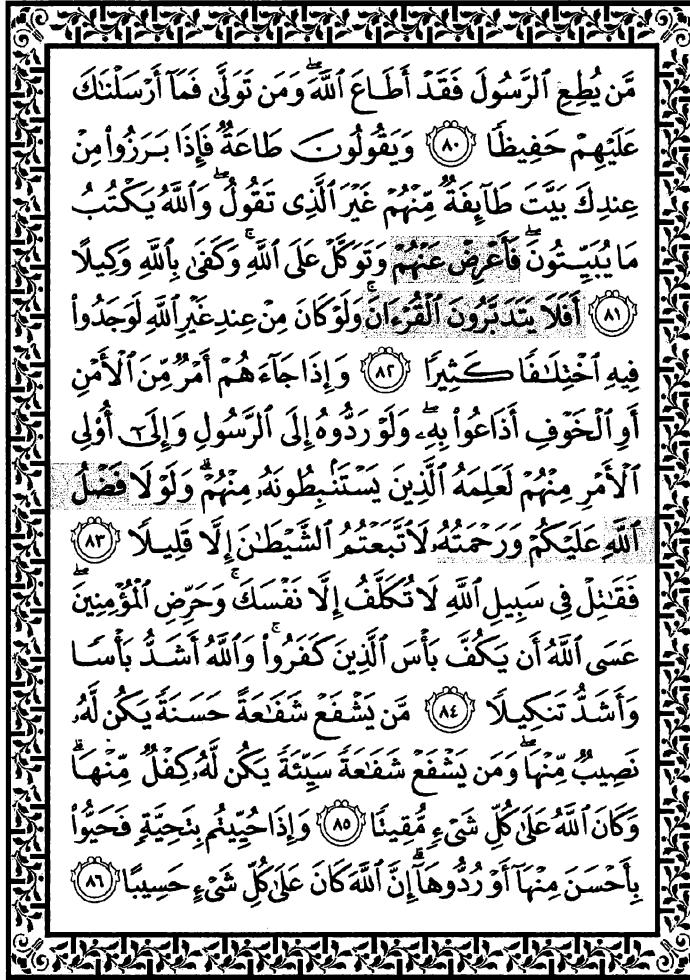 مَّن يُطِعِ ٱلرَّسُولَ فَقَدْ أَطَاعَ ٱللَّهَۖ وَمَن تَوَلَّىٰ فَمَآ أَرْسَلْنَٰكَ
عَلَيْهِمْ حَفِيظًا ٨٠ وَيَقُولُونَ طَاعَةٌ فَإِذَا بَرَزُوا۟ مِنْ
عِندِكَ بَيَّتَ طَآئِفَةٌ مِّنْهُمْ غَيْرَ ٱلَّذِى تَقُولُۖ وَٱللَّهُ يَكْتُبُ
مَا يُبَيِّتُونَۖ فَأَعْرِضْ عَنْهُمْ وَتَوَكَّلْ عَلَى ٱللَّهِۚ وَكَفَىٰ بِٱللَّهِ وَكِيلًا
٨١ أَفَلَا يَتَدَبَّرُونَ ٱلْقُرْءَانَۚ وَلَوْ كَانَ مِنْ عِندِ غَيْرِ ٱللَّهِ لَوَجَدُوا۟
فِيهِ ٱخْتِلَٰفًا كَثِيرًا ٨٢ وَإِذَا جَآءَهُمْ أَمْرٌ مِّنَ ٱلْأَمْنِ
أَوِ ٱلْخَوْفِ أَذَاعُوا۟ بِهِۦۖ وَلَوْ رَدُّوهُ إِلَى ٱلرَّسُولِ وَإِلَىٰٓ أُو۟لِى
ٱلْأَمْرِ مِنْهُمْ لَعَلِمَهُ ٱلَّذِينَ يَسْتَنۢبِطُونَهُۥ مِنْهُمْۗ وَلَوْلَا فَضْلُ
ٱللَّهِ عَلَيْكُمْ وَرَحْمَتُهُۥ لَٱتَّبَعْتُمُ ٱلشَّيْطَٰنَ إِلَّا قَلِيلًا ٨٣
فَقَٰتِلْ فِى سَبِيلِ ٱللَّهِ لَا تُكَلَّفُ إِلَّا نَفْسَكَۚ وَحَرِّضِ ٱلْمُؤْمِنِينَۖ
عَسَى ٱللَّهُ أَن يَكُفَّ بَأْسَ ٱلَّذِينَ كَفَرُوا۟ۚ وَٱللَّهُ أَشَدُّ بَأْسًا
وَأَشَدُّ تَنكِيلًا ٨٤ مَّن يَشْفَعْ شَفَٰعَةً حَسَنَةً يَكُن لَّهُۥ
نَصِيبٌ مِّنْهَاۖ وَمَن يَشْفَعْ شَفَٰعَةً سَيِّئَةً يَكُن لَّهُۥ كِفْلٌ مِّنْهَاۗ
وَكَانَ ٱللَّهُ عَلَىٰ كُلِّ شَىْءٍ مُّقِيتًا ٨٥ وَإِذَا حُيِّيتُم بِتَحِيَّةٍ فَحَيُّوا۟
بِأَحْسَنَ مِنْهَآ أَوْ رُدُّوهَآۗ إِنَّ ٱللَّهَ كَانَ عَلَىٰ كُلِّ شَىْءٍ حَسِيبًا ٨٦